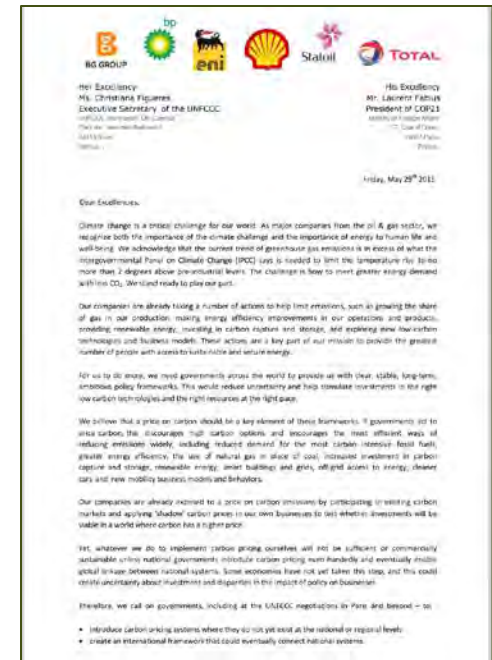 BG GROUP
bp
eni
Statoil
TOTAL
Her Excellency
Ms. Christiana Figueres
Executive Secretary of the UNFCCC
His Excellency
Mr. Laurent Fabius
President of COP21
Friday, May 29th 2015
Dear Excellencies,
Climate change is a critical challenge for our world. As major companies from the oil & gas sector, we
recognize both the importance of the climate challenge and the importance of energy to human life and
well-being. We acknowledge that the current trend of greenhouse gas emissions is in excess of what the
Intergovernmental Panel on Climate Change (IPCC) says is needed to limit the temperature rise to no
more than 2 degrees above pre-industrial levels. The challenge is how to meet greater energy demand
with less CO₂. We stand ready to play our part.
Our companies are already taking a number of actions to help limit emissions, such as growing the share
of gas in our production, making energy efficiency improvements in our operations and products,
providing renewable energy, investing in carbon capture and storage, and exploring new low-carbon
technologies and business models. These actions are a key part of our mission to provide the greatest
number of people with access to sustainable and secure energy.
For us to do more, we need governments across the world to provide us with clear, stable, long-term,
ambitious policy frameworks. This would reduce uncertainty and help stimulate investments in the right
low carbon technologies and the right resources at the right pace.
We believe that a price on carbon should be a key element of these frameworks. If governments act to
price carbon, this discourages high carbon options and encourages the most efficient ways of
reducing emissions widely, including reduced demand for the most carbon intensive fossil fuels,
greater energy efficiency, the use of natural gas in place of coal, increased investment in carbon
capture and storage, renewable energy, smart buildings and grids, off-grid access to energy, cleaner
cars and new mobility business models and behaviors.
Our companies are already exposed to a price on carbon emissions by participating in existing carbon
markets and applying 'shadow' carbon prices in our own businesses to test whether investments will be
viable in a world where carbon has a higher price.
Yet, whatever we do to implement carbon pricing ourselves will not be sufficient or commercially
sustainable unless national governments introduce carbon pricing even-handedly and eventually enable
global linkage between national systems. Some economies have not yet taken this step, and this could
create uncertainty about investment and disparities in the impact of policy on businesses.
Therefore, we call on governments, including at the UNFCCC negotiations in Paris and beyond – to:
• introduce carbon pricing systems where they do not yet exist at the national or regional levels
• create an international framework that could eventually connect national systems.